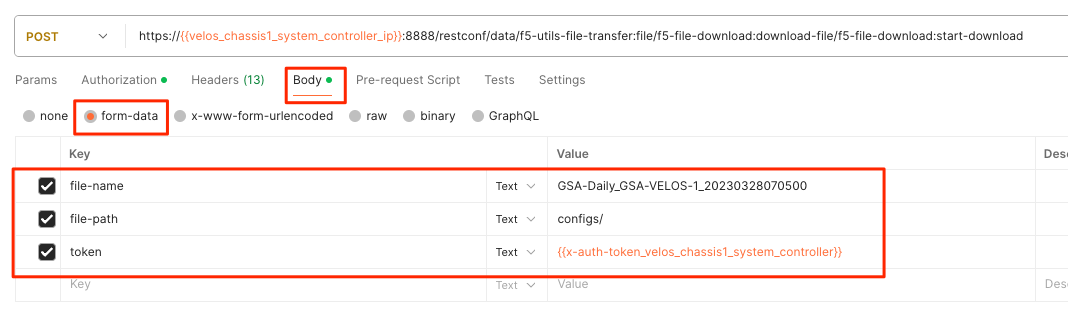 POST https://{{velos_chassis1_system_controller_ip}}:8888/restconf/data/f5-utils-file-transfer:file/f5-file-download:download-file/f5-file-download:start-download
Params Authorization Headers (13) Body Pre-request Script Tests Settings
none form-data x-www-form-urlencoded raw binary GraphQL
Key Value Desc
file-name Text GSA-Daily_GSA-VELOS-1_20230328070500
file-path Text configs/
token Text {{x-auth-token_velos_chassis1_system_controller}}
Key Text Value Desc